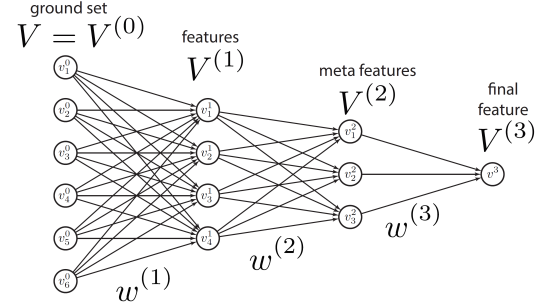 ground set
V = V^(0)
features
V^(1)
meta features
V^(2)
final
feature
V^(3)
v_1^0
v_2^0
v_3^0
v_4^0
v_5^0
v_6^0
v_1^1
v_2^1
v_3^1
v_4^1
v_1^2
v_2^2
v_3^2
v^3
w^(1)
w^(2)
w^(3)